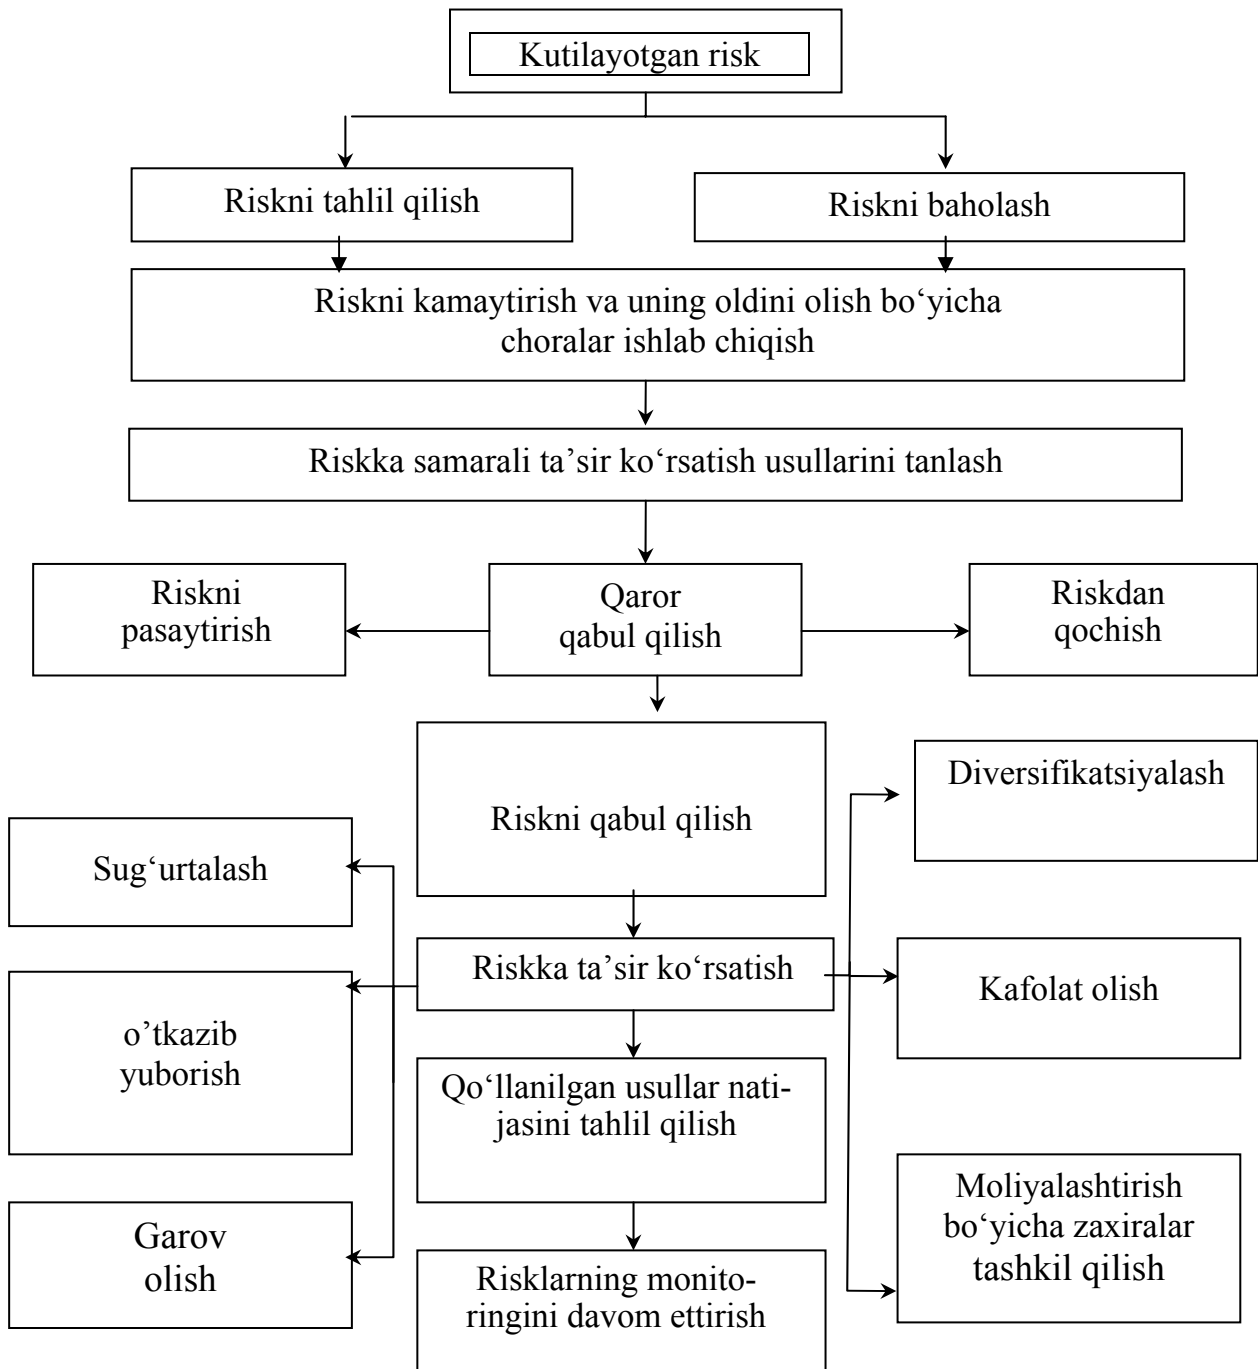 Kutilayotgan risk
Riskni tahlil qilish
Riskni baholash
Riskni kamaytirish va uning oldini olish bo‘yicha
choralar ishlab chiqish
Riskka samarali ta’sir ko‘rsatish usullarini tanlash
Riskni
pasaytirish
Qaror
qabul qilish
Riskdan
qochish
Riskni qabul qilish
Diversifikatsiyalash
Sug‘urtalash
Riskka ta’sir ko‘rsatish
Kafolat olish
o’tkazib
yuborish
Qo‘llanilgan usullar nati-
jasini tahlil qilish
Moliyalashtirish
bo‘yicha zaxiralar
tashkil qilish
Garov
olish
Risklarning monito-
ringini davom ettirish